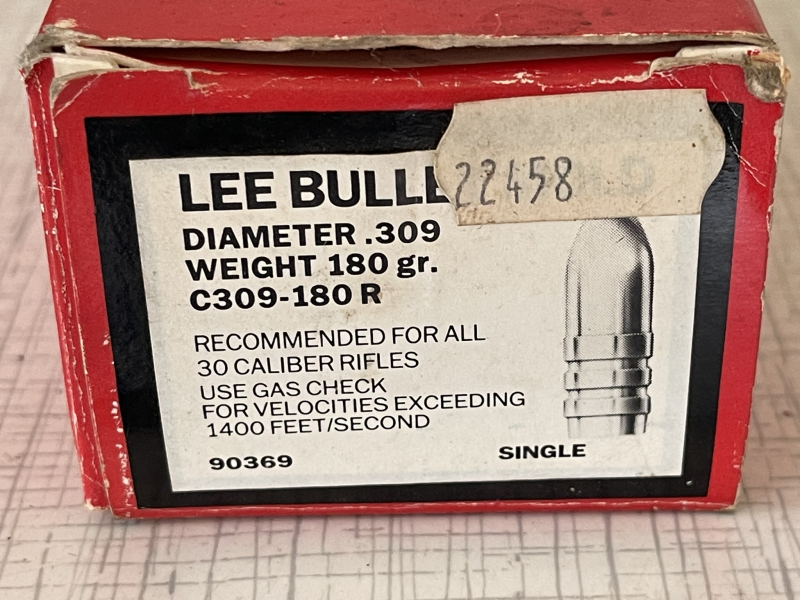 LEE BULLE
22458
DIAMETER .309
WEIGHT 180 gr.
C309-180 R
RECOMMENDED FOR ALL
30 CALIBER RIFLES
USE GAS CHECK
FOR VELOCITIES EXCEEDING
1400 FEET/SECOND
90369
SINGLE